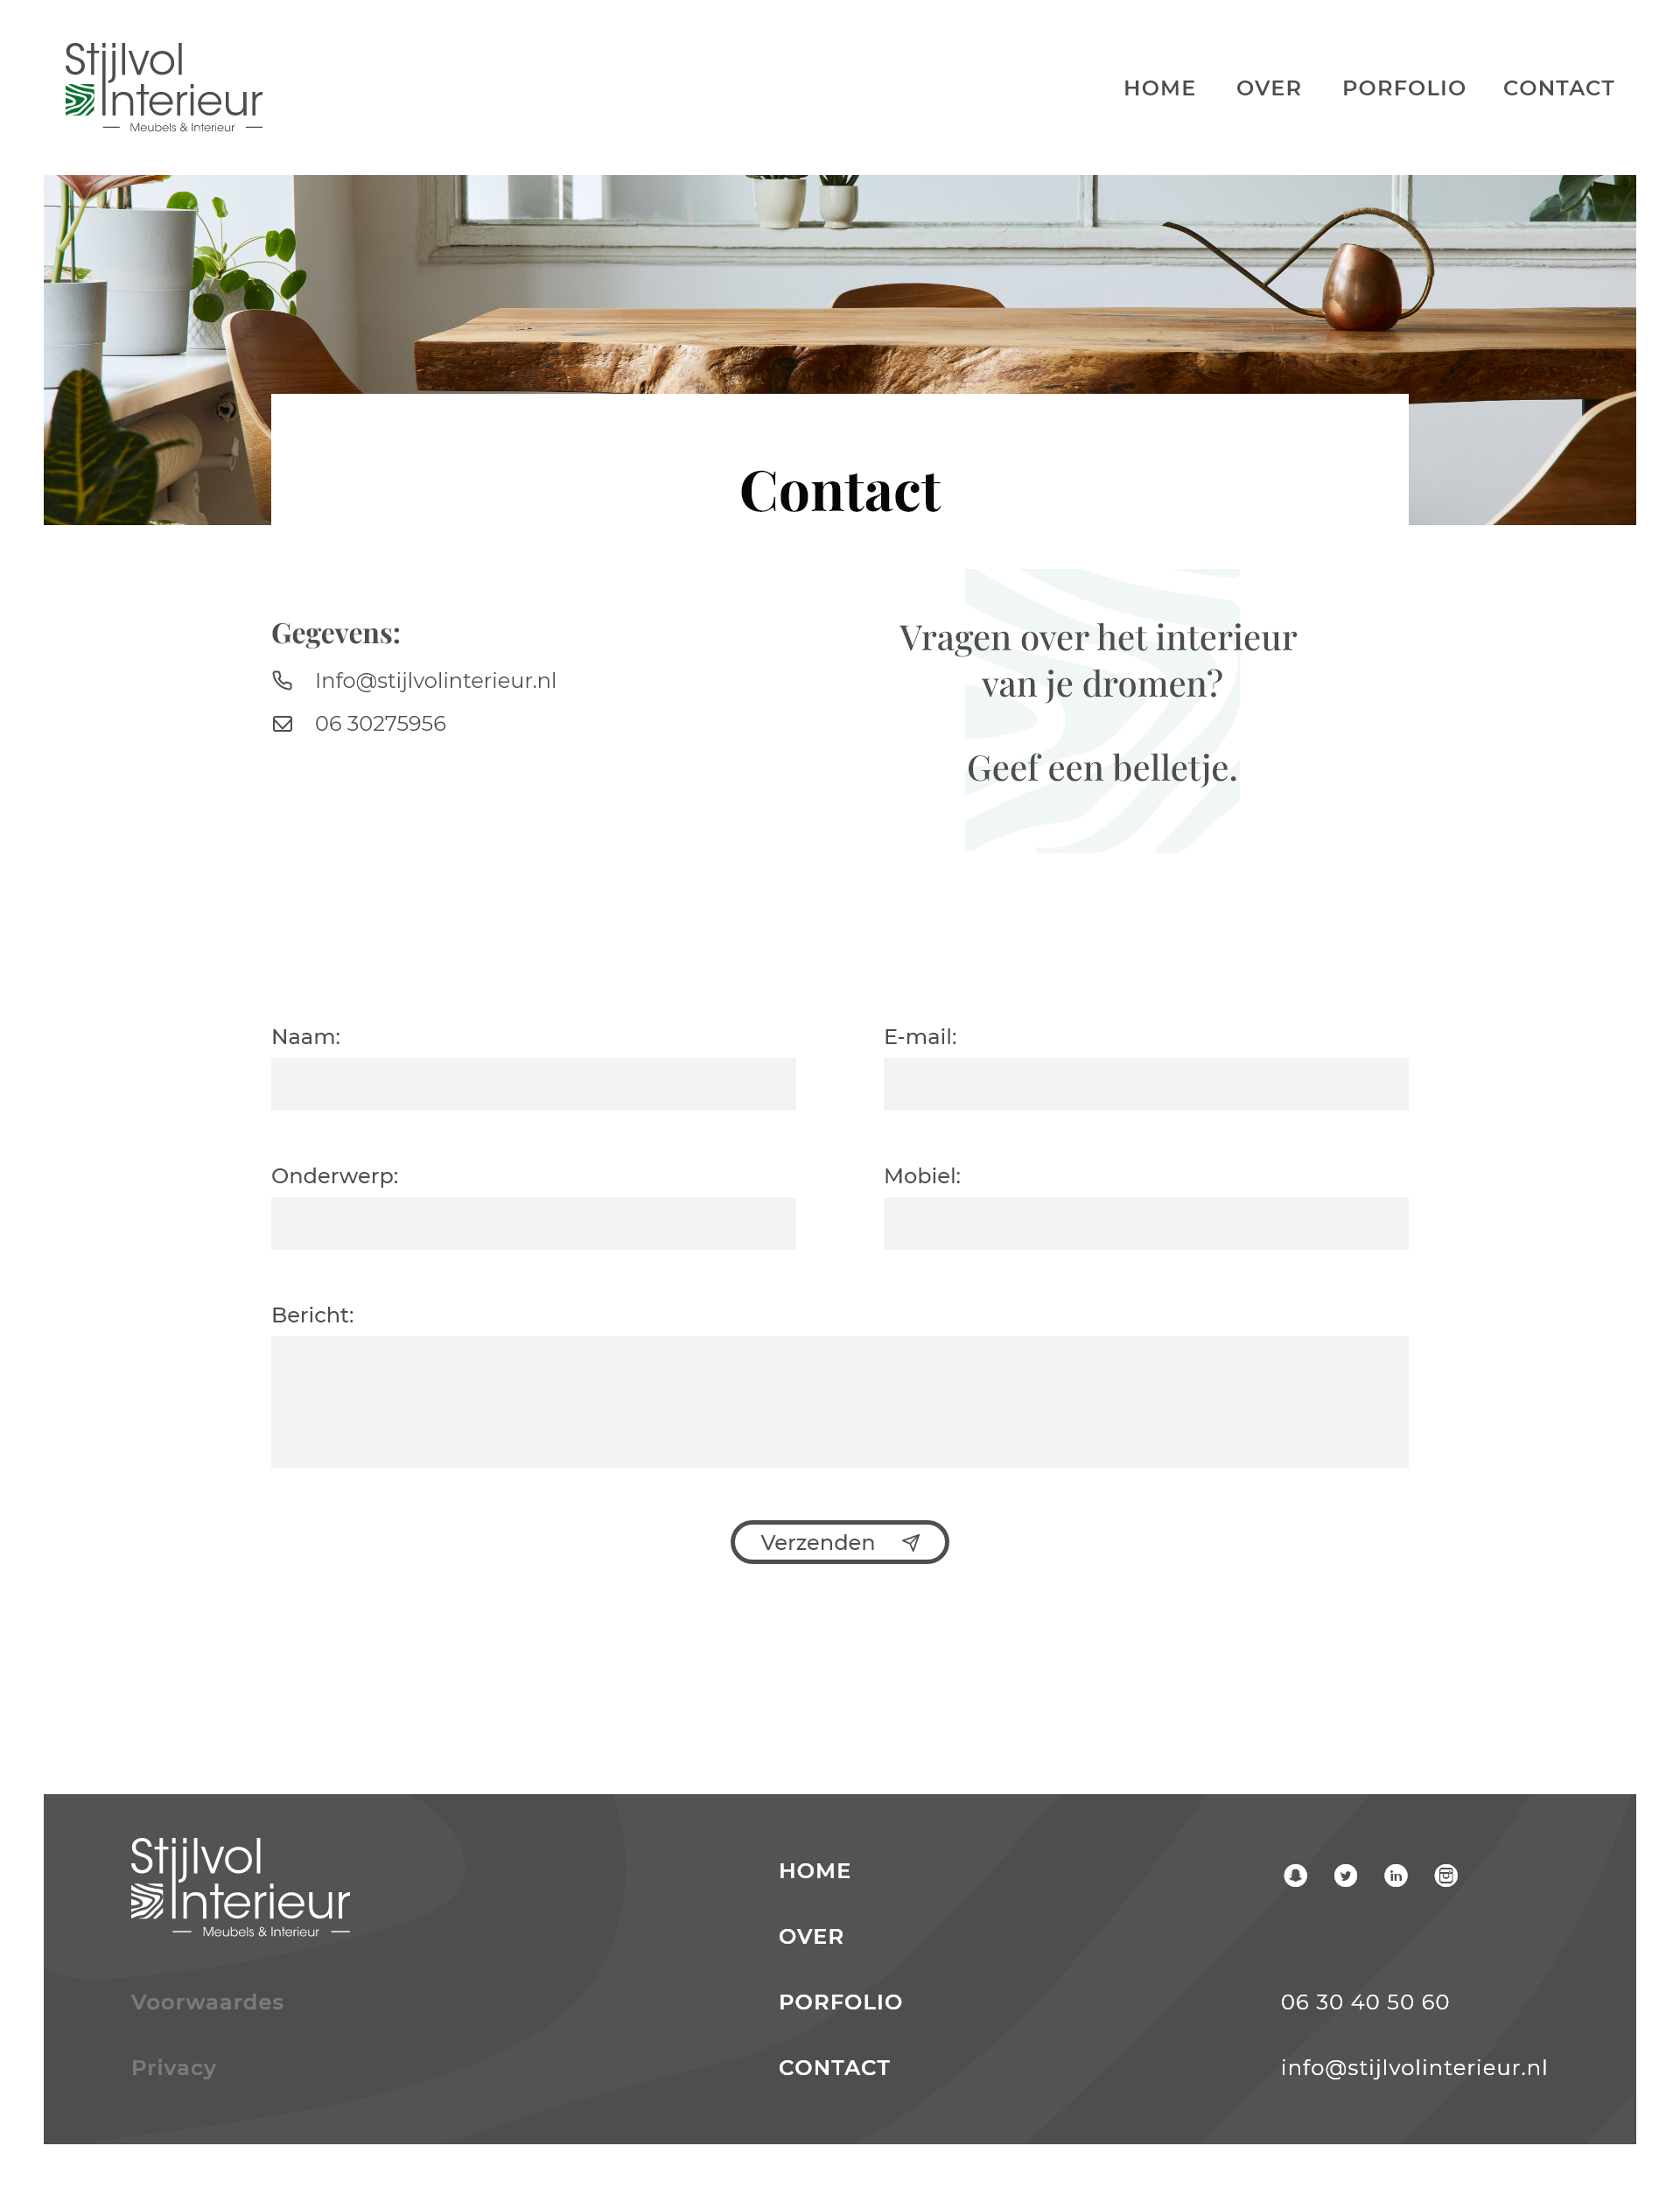 Stijlvol
Interieur
Meubels & Interieur
HOME OVER PORFOLIO CONTACT
Contact
Gegevens:
Info@stijlvolinterieur.nl
06 30275956
Vragen over het interieur
van je dromen?
Geef een belletje.
Naam:
E-mail:
Onderwerp:
Mobiel:
Bericht:
Verzenden
Stijlvol
Interieur
Meubels & Interieur
Voorwaardes
Privacy
HOME
OVER
PORFOLIO
CONTACT
in
06 30 40 50 60
info@stijlvolinterieur.nl